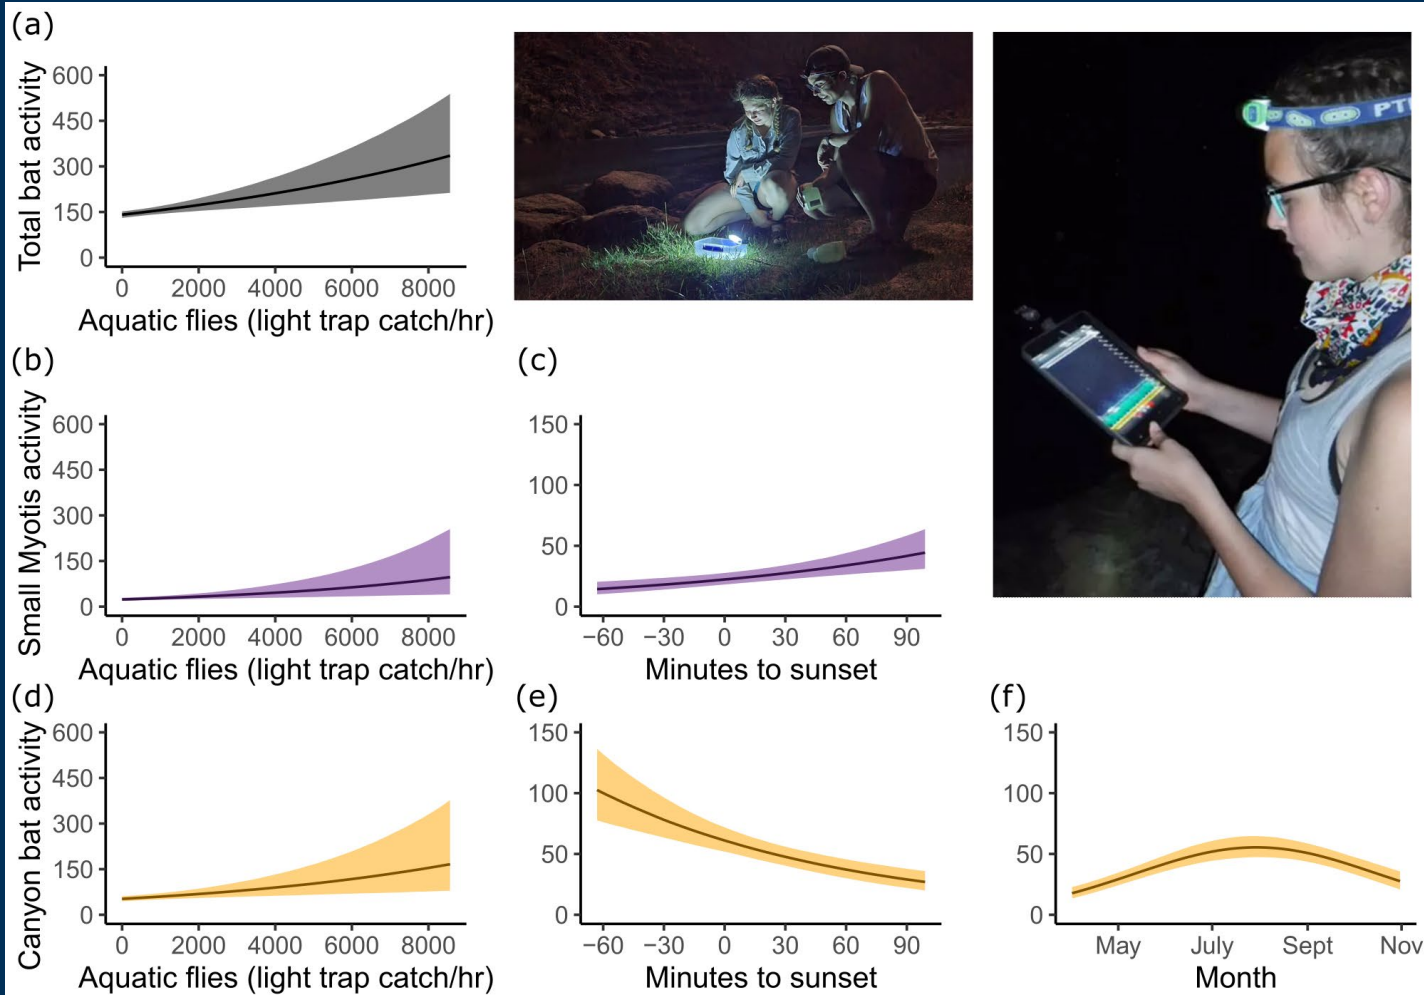 (a)
Total bat activity
600
450
300
150
0
0 2000 4000 6000 8000
Aquatic flies (light trap catch/hr)
PT
(b)
Small Myotis activity
600
450
300
150
0
0 2000 4000 6000 8000
Aquatic flies (light trap catch/hr)
(c)
150
100
50
0
−60 −30 0 30 60 90
Minutes to sunset
(d)
Canyon bat activity
600
450
300
150
0
0 2000 4000 6000 8000
Aquatic flies (light trap catch/hr)
(e)
150
100
50
0
−60 −30 0 30 60 90
Minutes to sunset
(f)
150
100
50
0
May July Sept Nov
Month